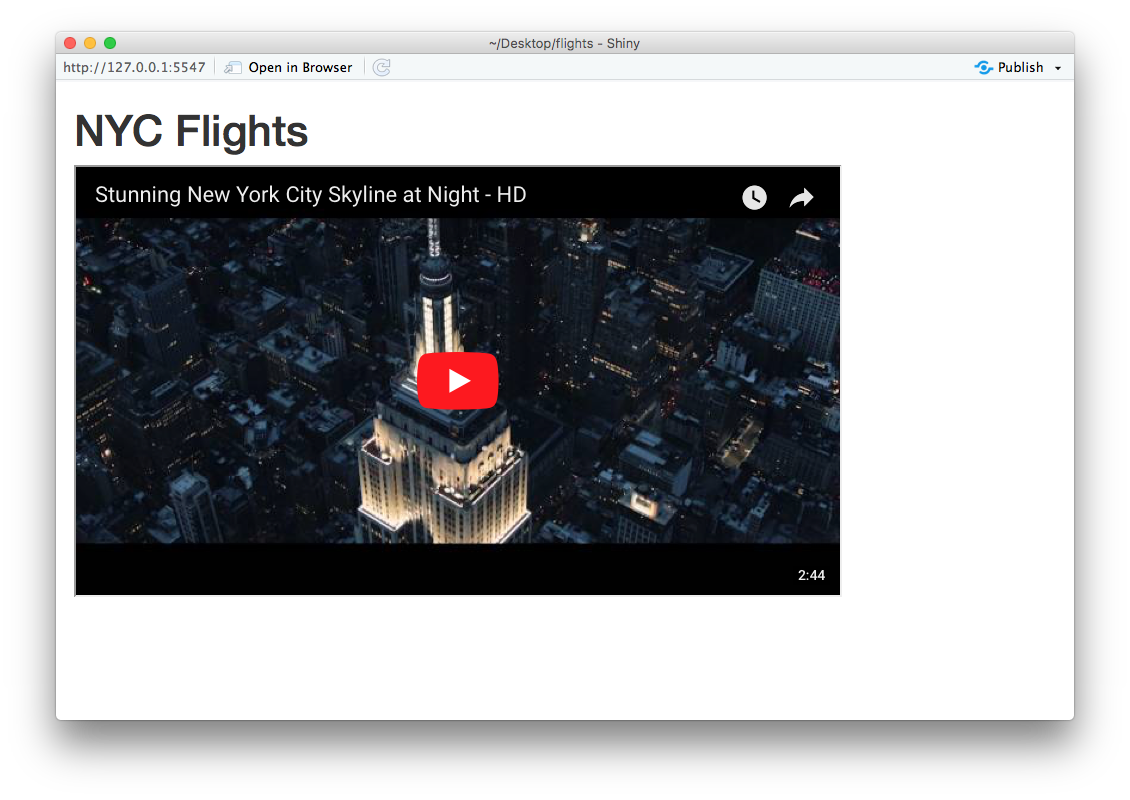 ~/Desktop/flights - Shiny
http://127.0.0.1:5547 Open in Browser Publish
NYC Flights
Stunning New York City Skyline at Night - HD
2:44